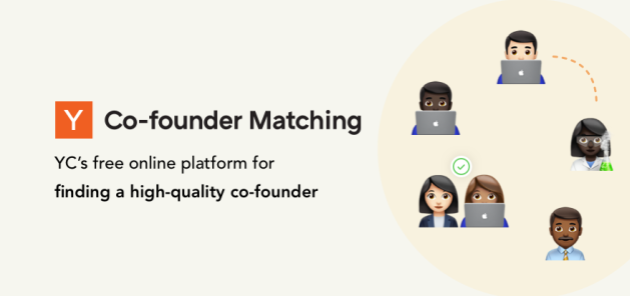 Y Co-founder Matching
YC's free online platform for
finding a high-quality co-founder